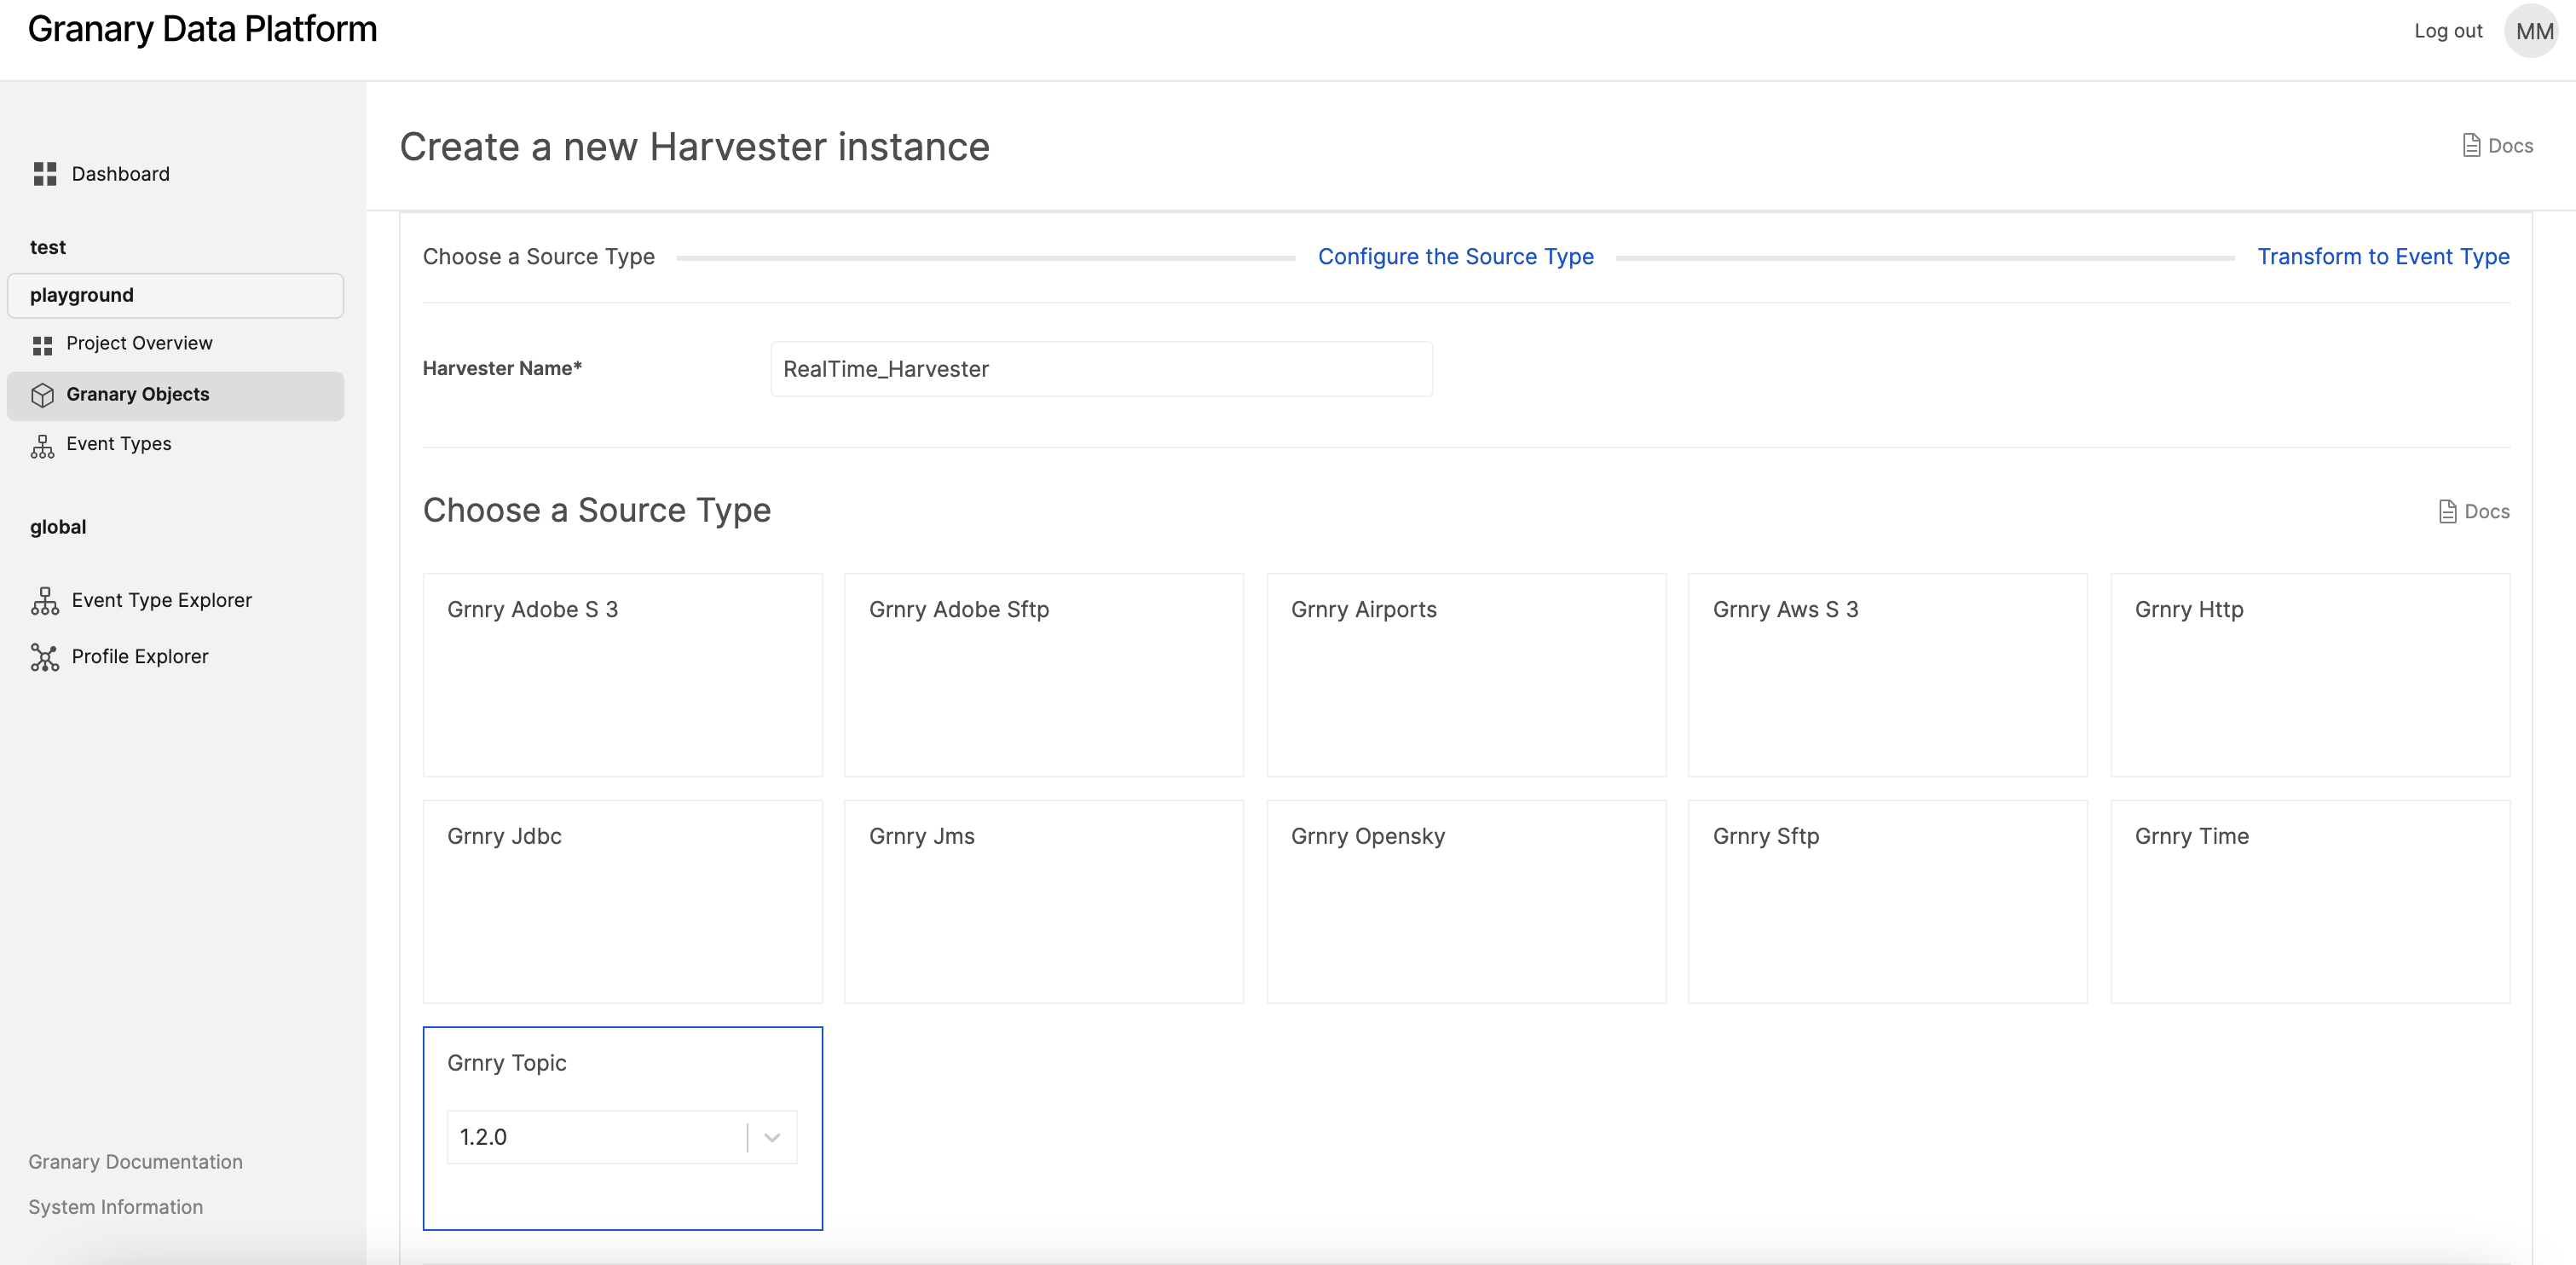 Granary Data Platform
Log out
MM
Dashboard
test
playground
Project Overview
Granary Objects
Event Types
global
Event Type Explorer
Profile Explorer
Granary Documentation
System Information
Create a new Harvester instance
Docs
Choose a Source Type
Configure the Source Type
Transform to Event Type
Harvester Name*
RealTime_Harvester
Choose a Source Type
Docs
Grnry Adobe S 3
Grnry Adobe Sftp
Grnry Airports
Grnry Aws S 3
Grnry Http
Grnry Jdbc
Grnry Jms
Grnry Opensky
Grnry Sftp
Grnry Time
Grnry Topic
1.2.0